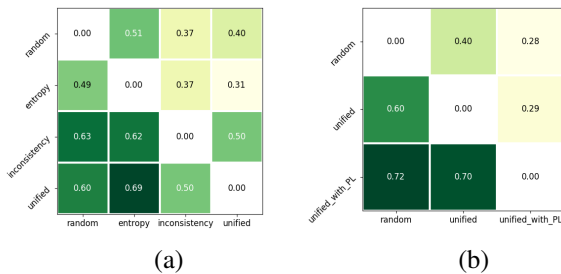 random 0.00 0.51 0.37 0.40
entropy 0.49 0.00 0.37 0.31
inconsistency 0.63 0.62 0.00 0.50
unified 0.60 0.69 0.50 0.00
random entropy inconsistency unified
(a)
random 0.00 0.40 0.28
unified 0.60 0.00 0.29
unified_with_PL 0.72 0.70 0.00
random unified unified_with_PL
(b)